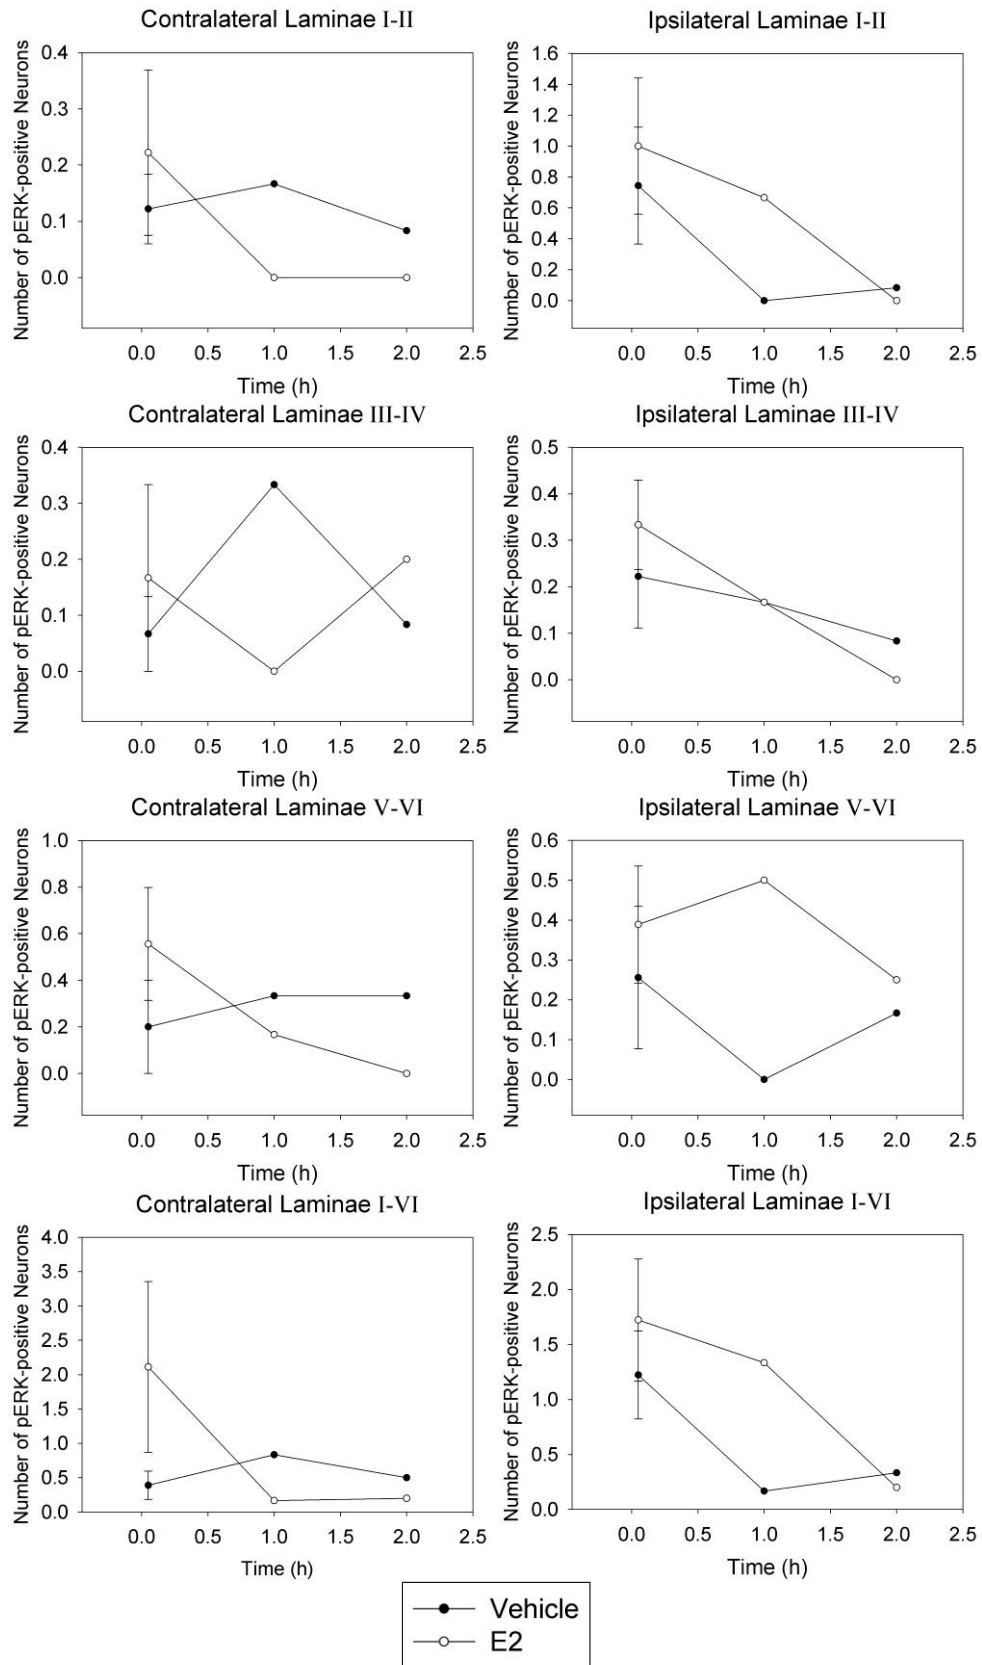 Contralateral Laminae I-II
Number of pERK-positive Neurons
0.4
0.3
0.2
0.1
0.0
0.0 0.5 1.0 1.5 2.0 2.5
Time (h)
Ipsilateral Laminae I-II
Number of pERK-positive Neurons
1.6
1.4
1.2
1.0
0.8
0.6
0.4
0.2
0.0
0.0 0.5 1.0 1.5 2.0 2.5
Time (h)
Contralateral Laminae III-IV
Number of pERK-positive Neurons
0.4
0.3
0.2
0.1
0.0
0.0 0.5 1.0 1.5 2.0 2.5
Time (h)
Ipsilateral Laminae III-IV
Number of pERK-positive Neurons
0.5
0.4
0.3
0.2
0.1
0.0
0.0 0.5 1.0 1.5 2.0 2.5
Time (h)
Contralateral Laminae V-VI
Number of pERK-positive Neurons
1.0
0.8
0.6
0.4
0.2
0.0
0.0 0.5 1.0 1.5 2.0 2.5
Time (h)
Ipsilateral Laminae V-VI
Number of pERK-positive Neurons
0.6
0.5
0.4
0.3
0.2
0.1
0.0
0.0 0.5 1.0 1.5 2.0 2.5
Time (h)
Contralateral Laminae I-VI
Number of pERK-positive Neurons
4.0
3.5
3.0
2.5
2.0
1.5
1.0
0.5
0.0
0.0 0.5 1.0 1.5 2.0 2.5
Time (h)
Ipsilateral Laminae I-VI
Number of pERK-positive Neurons
2.5
2.0
1.5
1.0
0.5
0.0
0.0 0.5 1.0 1.5 2.0 2.5
Time (h)
Vehicle
E2